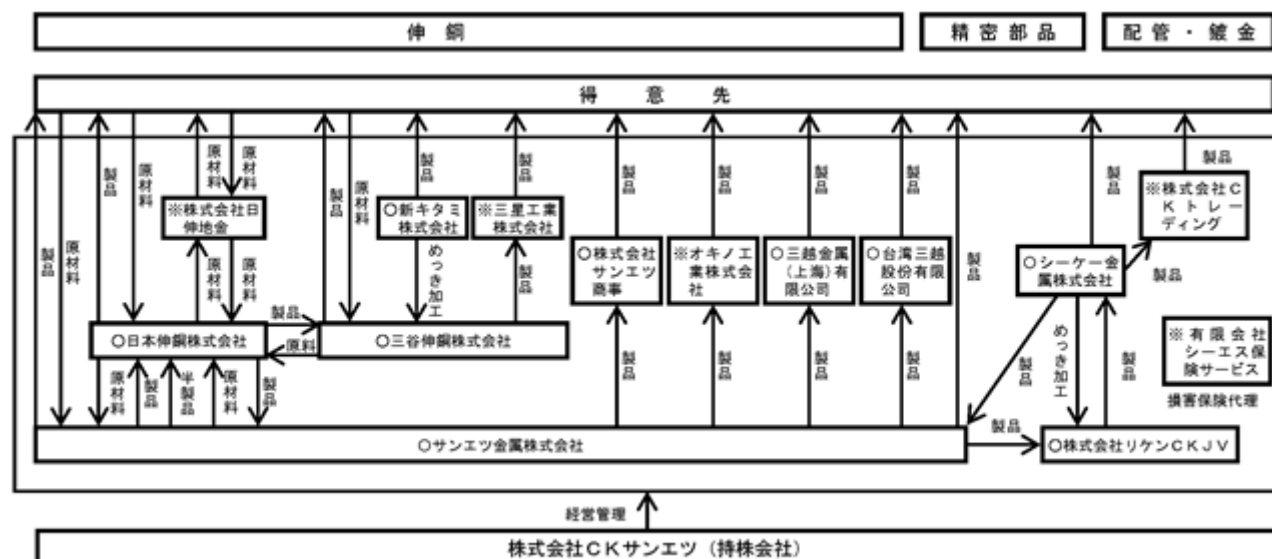 伸銅
精密部品
配管・鍍金
得意先
製品
原材料
製品
原材料
原材料
原材料
製品
原材料
製品
製品
製品
製品
製品
製品
製品
製品
製品
※株式会社日
伸地金
○新キタミ
株式会社
※三星工業
株式会社
※株式会社C
Kトレー
ディング
○株式会社
サンエツ
商事
※オキノエ
業株式会
社
○三越金属
(上海)有
限公司
○台湾三越
股份有限
公司
○シーケー金
属株式会社
製品
原材料
原材料
めっき加工
製品
○日本伸銅株式会社
製品
原料
○三谷伸銅株式会社
※有限会社
シーエス保
険サービス
損害保険代理
原材料
製品
半製品
原材料
製品
製品
製品
製品
製品
製品
めっき加工
製品
○サンエツ金属株式会社
製品
○株式会社リケンCKJV
経営管理
株式会社CKサンエツ(持株会社)